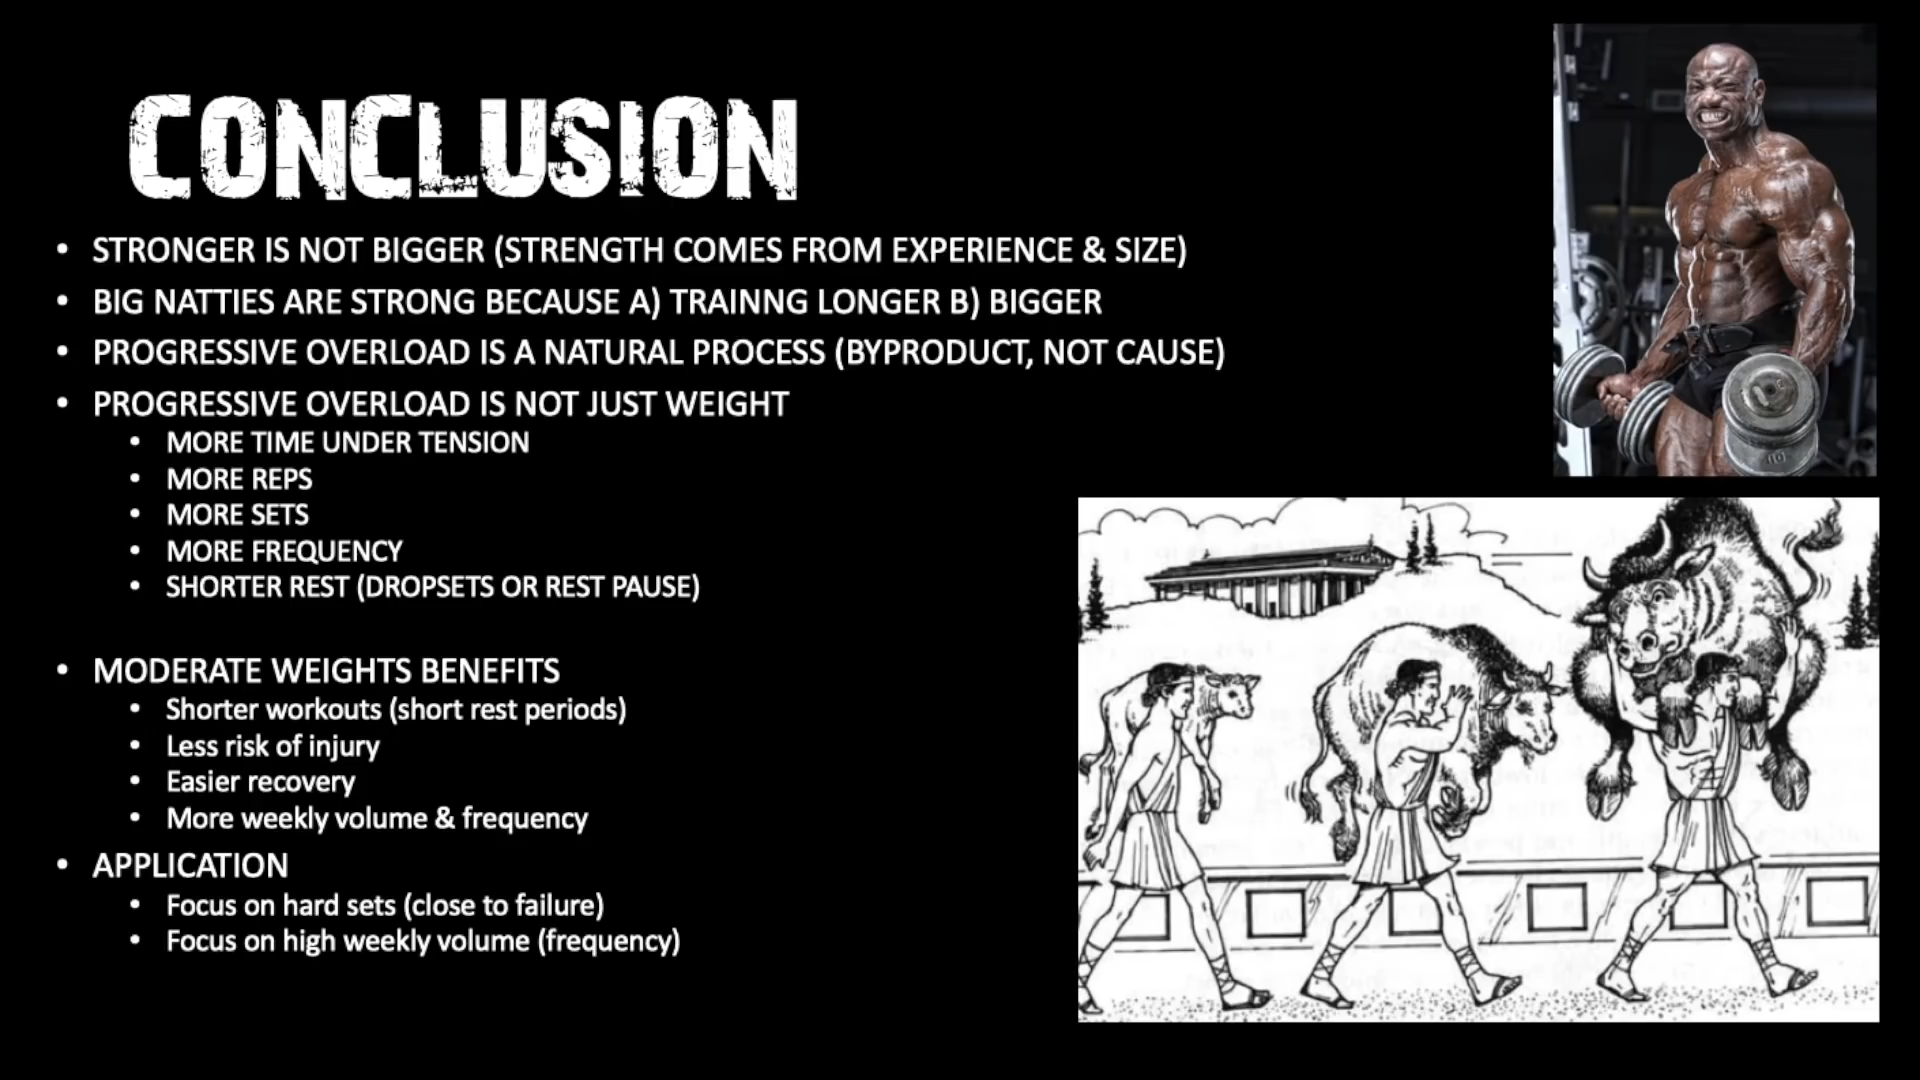 CONCLUSION
• STRONGER IS NOT BIGGER (STRENGTH COMES FROM EXPERIENCE & SIZE)
• BIG NATTIES ARE STRONG BECAUSE A) TRAINNG LONGER B) BIGGER
• PROGRESSIVE OVERLOAD IS A NATURAL PROCESS (BYPRODUCT, NOT CAUSE)
• PROGRESSIVE OVERLOAD IS NOT JUST WEIGHT
• MORE TIME UNDER TENSION
• MORE REPS
• MORE SETS
• MORE FREQUENCY
• SHORTER REST (DROPSETS OR REST PAUSE)
• MODERATE WEIGHTS BENEFITS
• Shorter workouts (short rest periods)
• Less risk of injury
• Easier recovery
• More weekly volume & frequency
• APPLICATION
• Focus on hard sets (close to failure)
• Focus on high weekly volume (frequency)